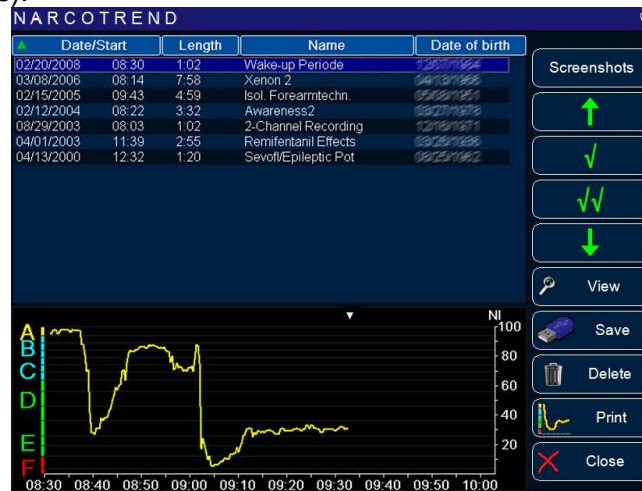 NARCOTREND
Date/Start Length Name Date of birth
02/20/2008 08:30 1:02 Wake-up Periode
03/08/2006 08:14 7:58 Xenon 2
02/15/2005 09:43 4:59 Isol. Forearmtechn.
02/12/2004 08:22 3:32 Awareness2
08/29/2003 08:03 1:02 2-Channel Recording
04/01/2003 11:39 2:55 Remifentanil Effects
04/13/2000 12:32 1:20 Sevofl/Epileptic Pot
Screenshots
√
√√
View
Save
Delete
Print
Close
NI
A 100
B
80
C
60
D
40
E
20
F
08:30 08:40 08:50 09:00 09:10 09:20 09:30 09:40 09:50 10:00